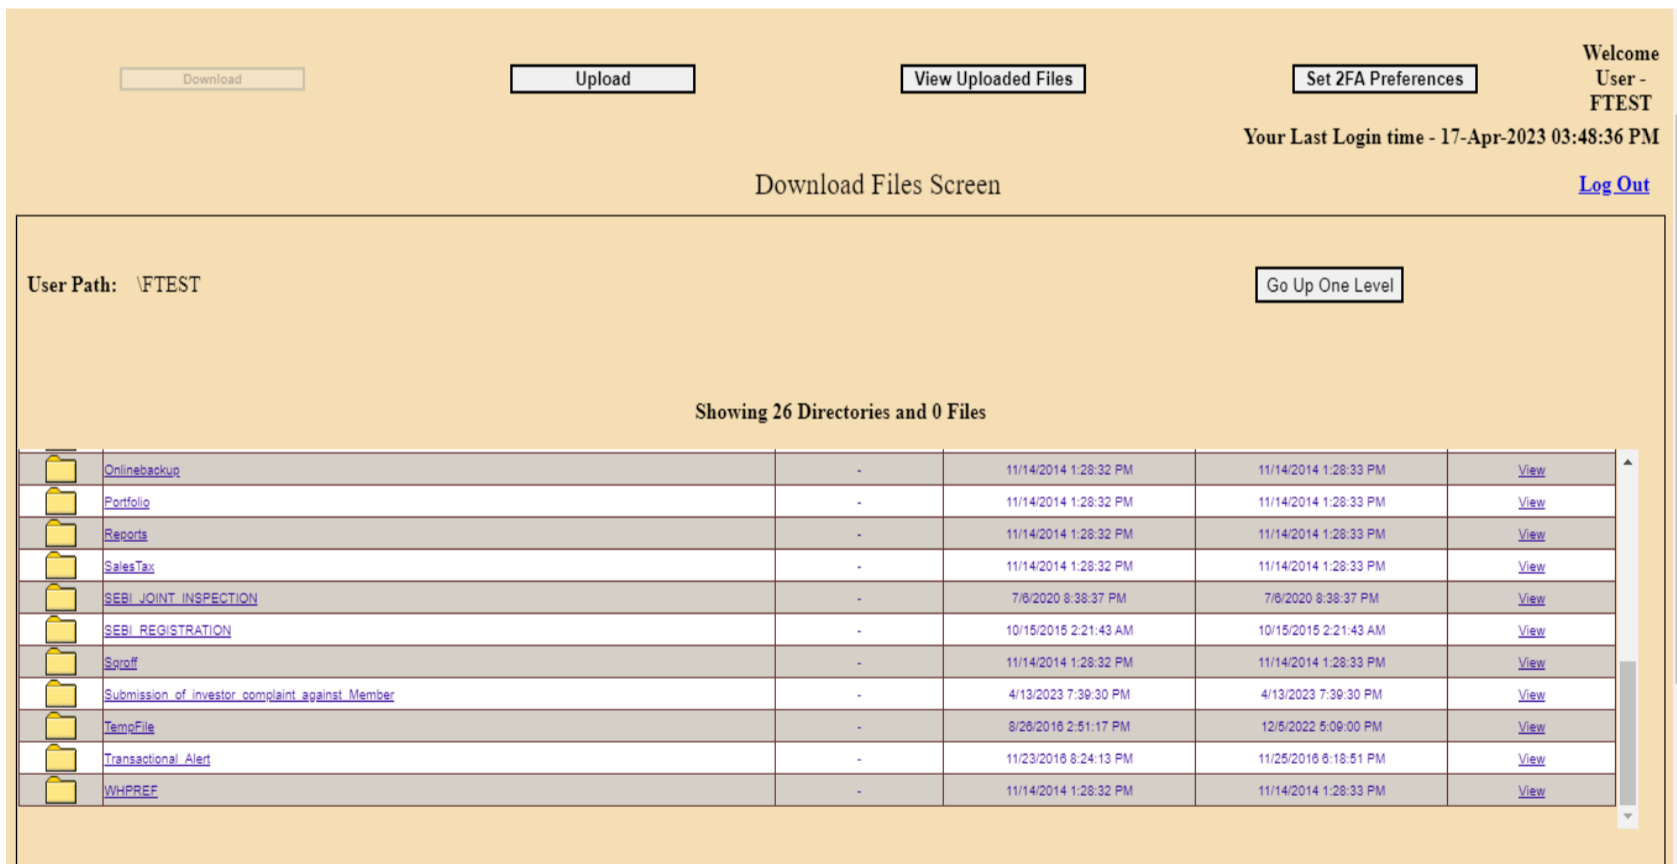 Download Upload View Uploaded Files Set 2FA Preferences
Welcome
User -
FTEST
Your Last Login time - 17-Apr-2023 03:48:36 PM
Download Files Screen Log Out
User Path: \FTEST Go Up One Level
Showing 26 Directories and 0 Files
Onlinebackup - 11/14/2014 1:28:32 PM 11/14/2014 1:28:33 PM View
Portfolio - 11/14/2014 1:28:32 PM 11/14/2014 1:28:33 PM View
Reports - 11/14/2014 1:28:32 PM 11/14/2014 1:28:33 PM View
SalesTax - 11/14/2014 1:28:32 PM 11/14/2014 1:28:33 PM View
SEBI_JOINT_INSPECTION - 7/6/2020 8:38:37 PM 7/6/2020 8:38:37 PM View
SEBI_REGISTRATION - 10/15/2015 2:21:43 AM 10/15/2015 2:21:43 AM View
Sqroff - 11/14/2014 1:28:32 PM 11/14/2014 1:28:33 PM View
Submission_of_investor_complaint_against_Member - 4/13/2023 7:39:30 PM 4/13/2023 7:39:30 PM View
TempFile - 8/26/2016 2:51:17 PM 12/5/2022 5:09:00 PM View
Transactional_Alert - 11/23/2016 8:24:13 PM 11/25/2016 6:18:51 PM View
WHPREF - 11/14/2014 1:28:32 PM 11/14/2014 1:28:33 PM View